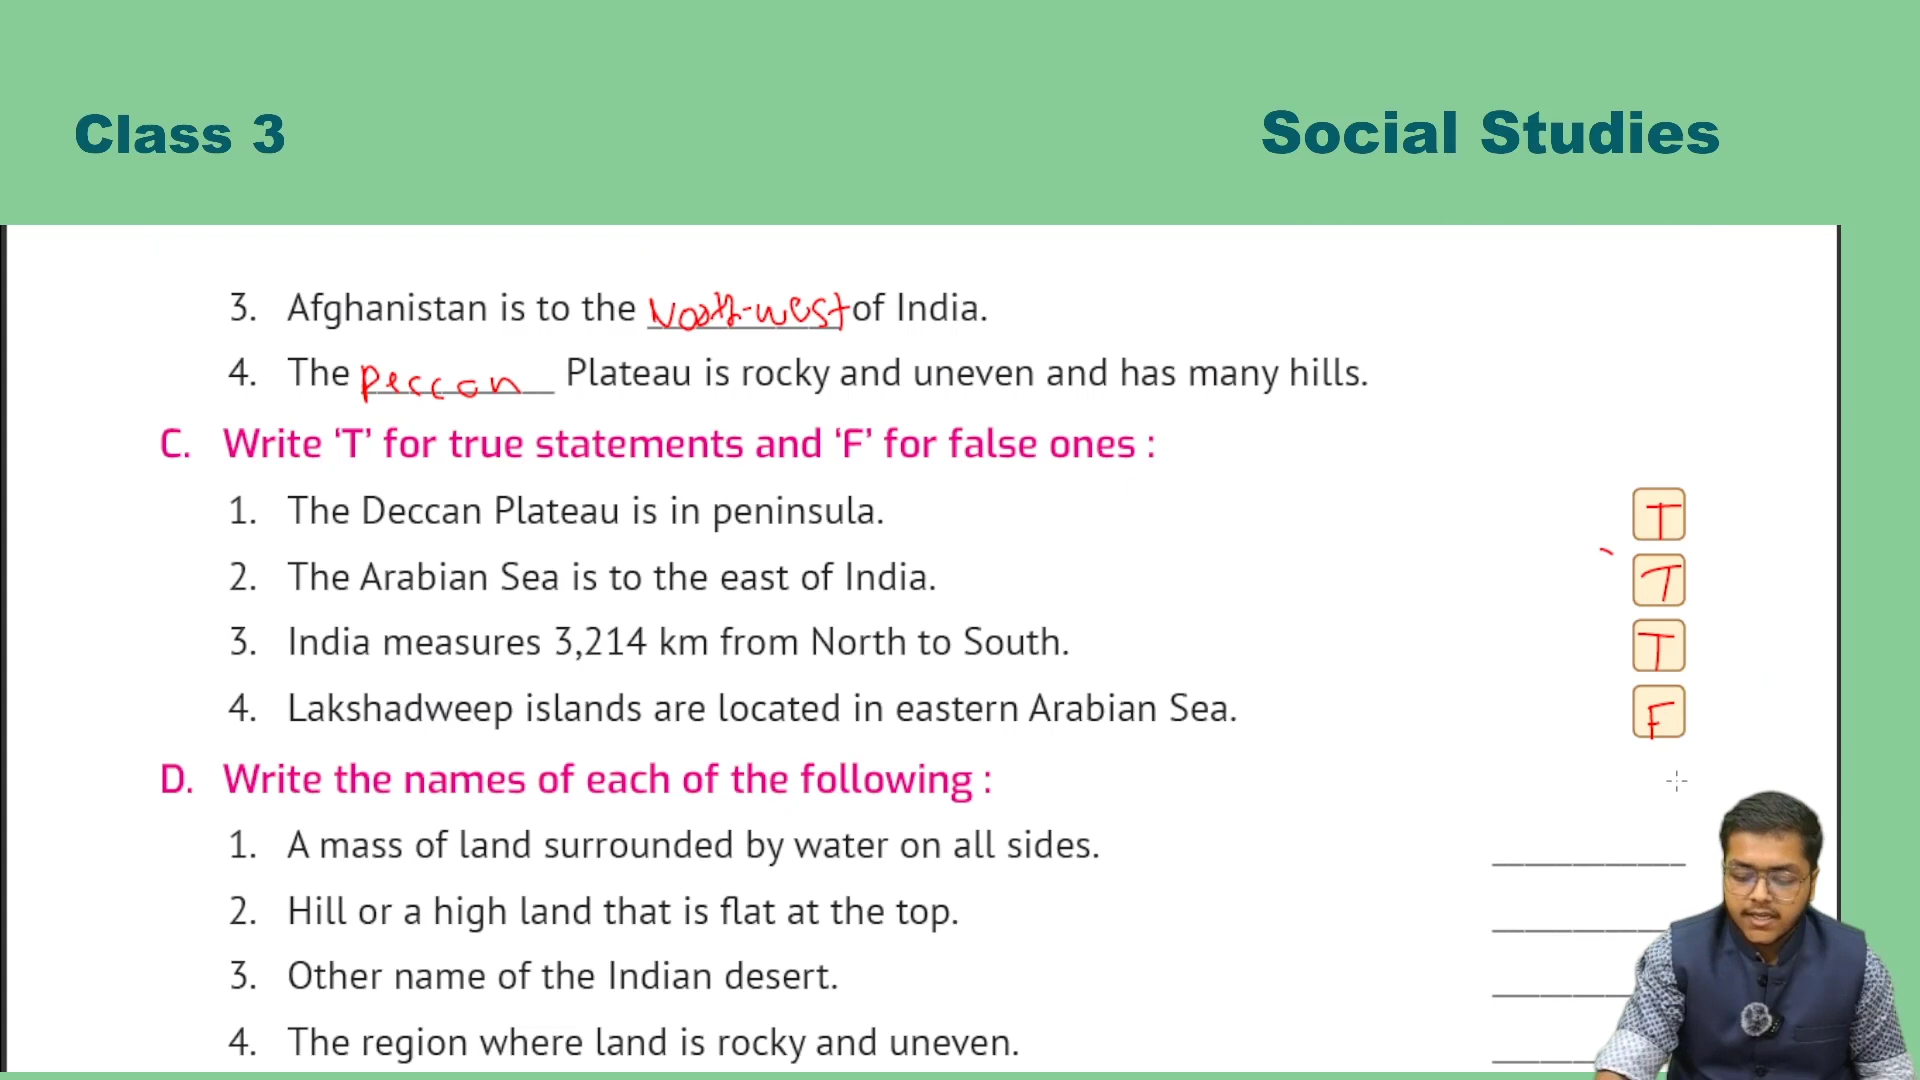 Class 3
Social Studies
3. Afghanistan is to the North-west of India.
4. The Deccan Plateau is rocky and uneven and has many hills.
C. Write ‘T’ for true statements and ‘F’ for false ones :
1. The Deccan Plateau is in peninsula. T
2. The Arabian Sea is to the east of India. T
3. India measures 3,214 km from North to South. T
4. Lakshadweep islands are located in eastern Arabian Sea. F
D. Write the names of each of the following :
1. A mass of land surrounded by water on all sides.
2. Hill or a high land that is flat at the top.
3. Other name of the Indian desert.
4. The region where land is rocky and uneven.